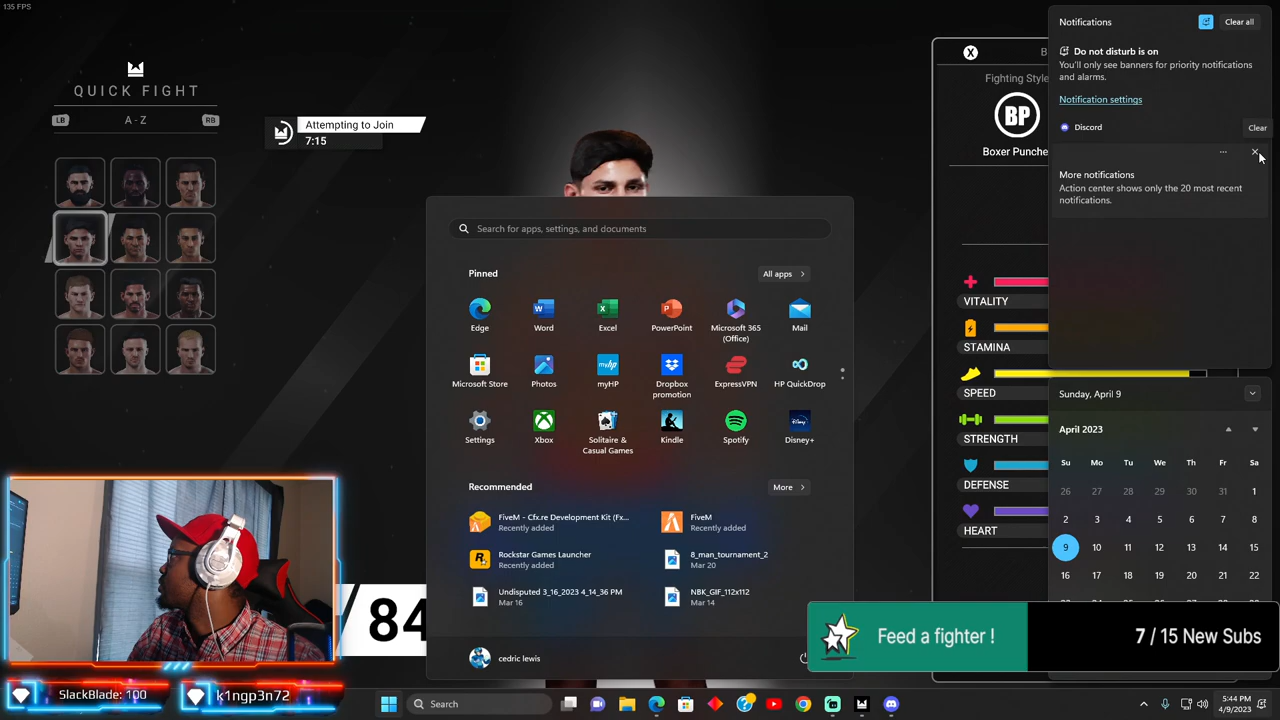 135 FPS
QUICK FIGHT
LB
A - Z
RB
Attempting to Join
7:15
Search for apps, settings, and documents
Pinned
All apps
Edge
Word
Excel
PowerPoint
Microsoft 365
(Office)
Mail
Microsoft Store
Photos
myHP
Dropbox
promotion
ExpressVPN
HP QuickDrop
Settings
Xbox
Solitaire &
Casual Games
Kindle
Spotify
Disney+
Recommended
More
FiveM - Cfx.re Development Kit (Fx...
Recently added
FiveM
Recently added
Rockstar Games Launcher
Recently added
8_man_tournament_2
Mar 20
Undisputed 3_16_2023 4_14_36 PM
Mar 16
NBK_GIF_112x112
Mar 14
cedric lewis
/84
X
B
Fighting Style
BP
Boxer Punche
VITALITY
STAMINA
SPEED
STRENGTH
DEFENSE
HEART
Notifications
Clear all
Do not disturb is on
You'll only see banners for priority notifications
and alarms.
Notification settings
Discord
Clear
More notifications
Action center shows only the 20 most recent
notifications.
Sunday, April 9
April 2023
Su Mo Tu We Th Fr Sa
26 27 28 29 30 31 1
2 3 4 5 6 7 8
9 10 11 12 13 14 15
16 17 18 19 20 21 22
Feed a fighter !
7 / 15 New Subs
SlackBlade: 100
k1ngp3n72
Search
5:44 PM
4/9/2023